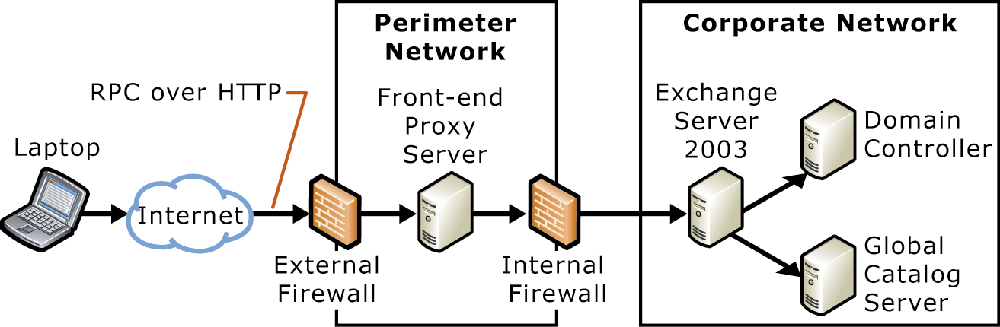 Perimeter
Network
Corporate Network
RPC over HTTP
Front-end
Proxy
Server
Exchange
Server
2003
Domain
Controller
Laptop
Internet
External
Firewall
Internal
Firewall
Global
Catalog
Server